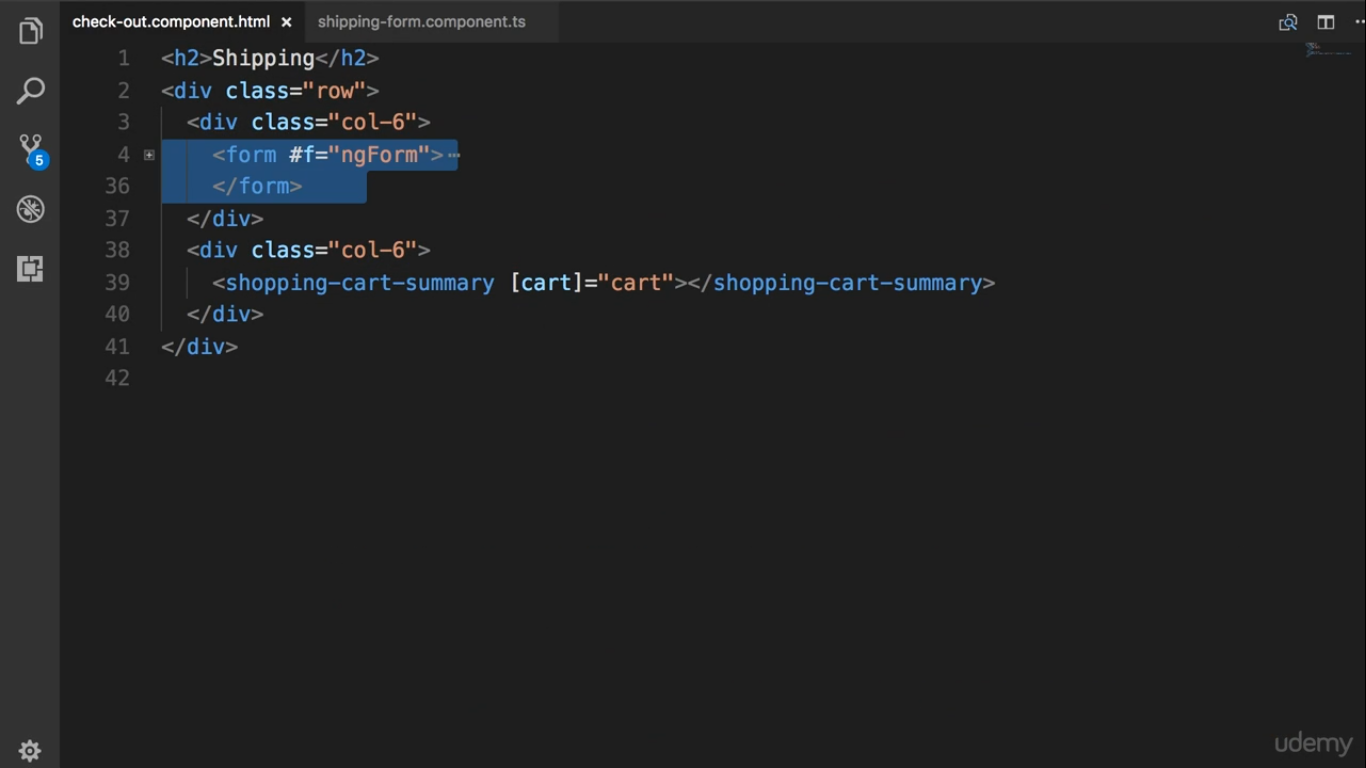 check-out.component.html × shipping-form.component.ts
1 <h2>Shipping</h2>
2 <div class="row">
3 <div class="col-6">
4 <form #f="ngForm">⋯
36 </form>
37 </div>
38 <div class="col-6">
39 <shopping-cart-summary [cart]="cart"></shopping-cart-summary>
40 </div>
41 </div>
42
5
udemy